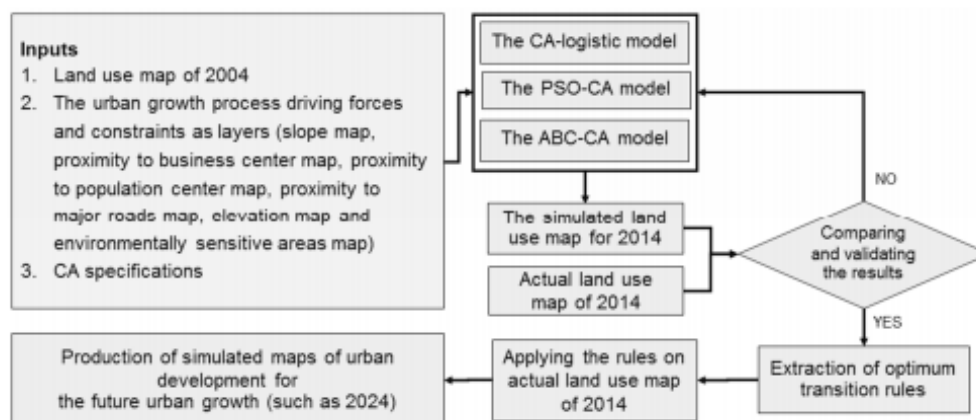 Inputs
1. Land use map of 2004
2. The urban growth process driving forces
and constraints as layers (slope map,
proximity to business center map, proximity
to population center map, proximity to
major roads map, elevation map and
environmentally sensitive areas map)
3. CA specifications
The CA-logistic model
The PSO-CA model
The ABC-CA model
The simulated land
use map for 2014
Actual land use
map of 2014
NO
Comparing
and validating
the results
YES
Extraction of optimum
transition rules
Applying the rules on
actual land use map
of 2014
Production of simulated maps of urban
development for
the future urban growth (such as 2024)